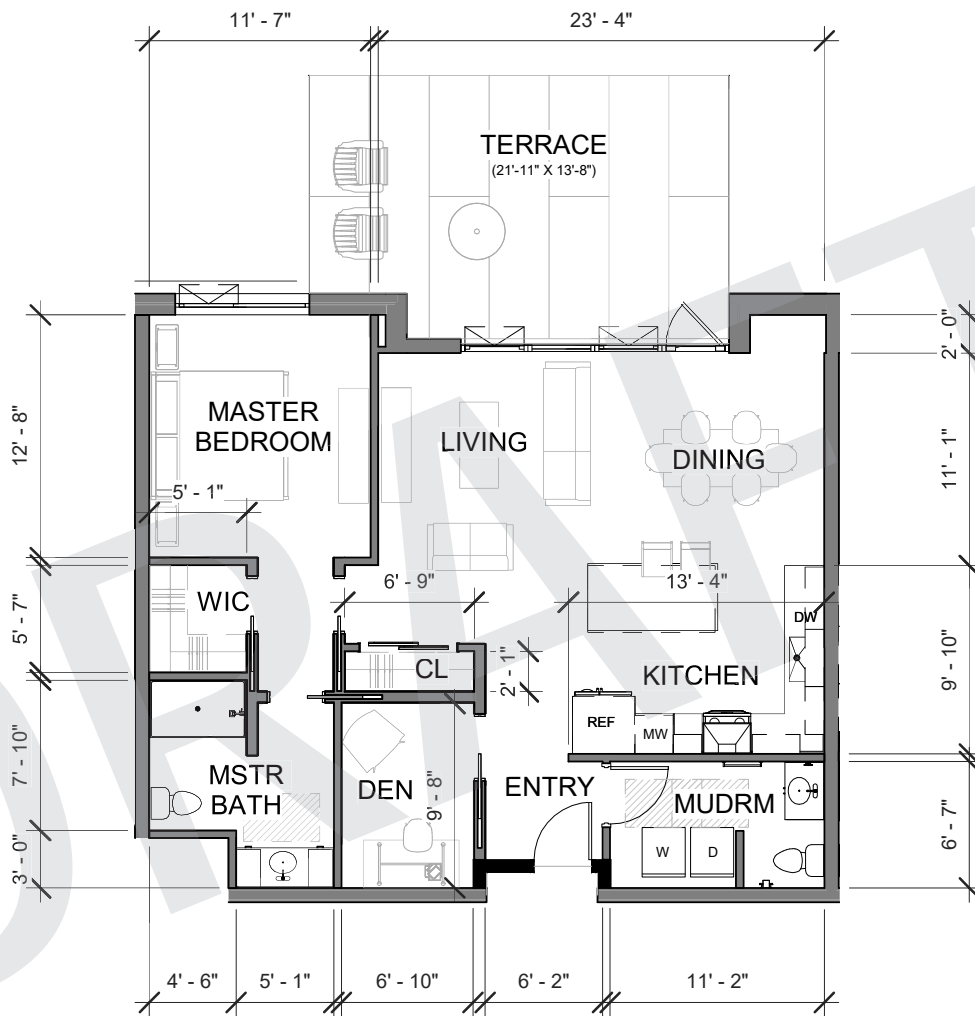 11' - 7"
23' - 4"
TERRACE
(21'-11" X 13'-8")
2' - 0"
12' - 8"
MASTER
BEDROOM
LIVING
DINING
11' - 1"
5' - 1"
6' - 9"
13' - 4"
5' - 7"
WIC
DW
CL
2' - 1"
KITCHEN
9' - 10"
REF
MW
7' - 10"
MSTR
BATH
DEN
9' - 8"
ENTRY
MUDRM
W
D
6' - 7"
3' - 0"
4' - 6"
5' - 1"
6' - 10"
6' - 2"
11' - 2"
DRAFT